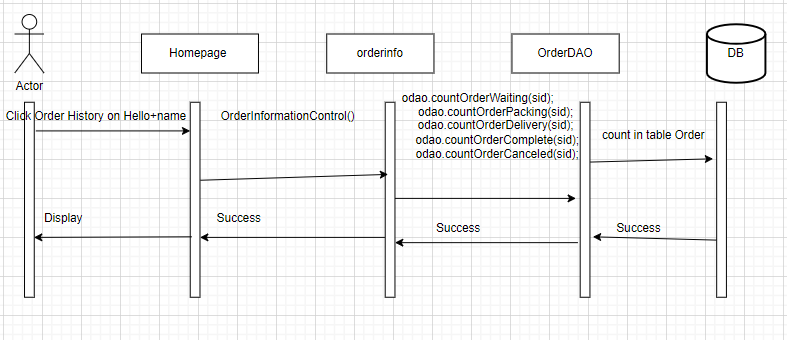 Homepage
orderinfo
OrderDAO
DB
Actor
Click Order History on Hello+name
OrderInformationControl()
odao.countOrderWaiting(sid);
odao.countOrderPacking(sid);
odao.countOrderDelivery(sid);
odao.countOrderComplete(sid);
odao.countOrderCanceled(sid);
count in table Order
Display
Success
Success
Success